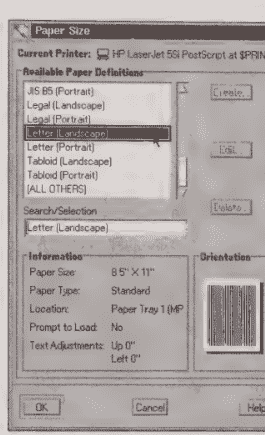 Paper Size
Current Printer: HP LaserJet 5Si PostScript at $PRIN
Available Paper Definitions
JIS B5 (Portrait)
Legal (Landscape)
Legal (Portrait)
Letter (Landscape)
Letter (Portrait)
Tabloid (Landscape)
Tabloid (Portrait)
[ALL OTHERS]
Create...
Edit...
Delete...
Search/Selection
Letter (Landscape)
Information
Paper Size: 8.5" X 11"
Paper Type: Standard
Location: Paper Tray 1 (MP
Prompt to Load: No
Text Adjustments: Up 0"
Left 0"
Orientation
OK
Cancel
Help